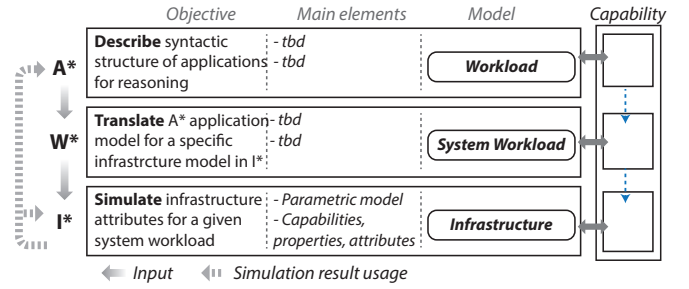 Objective Main elements Model Capability
A*
Describe syntactic
structure of applications
for reasoning
- tbd
- tbd
Workload
W*
Translate A* application
model for a specific
infrastrcture model in I*
- tbd
- tbd
System Workload
I*
Simulate infrastructure
attributes for a given
system workload
- Parametric model
- Capabilities,
properties, attributes
Infrastructure
Input Simulation result usage